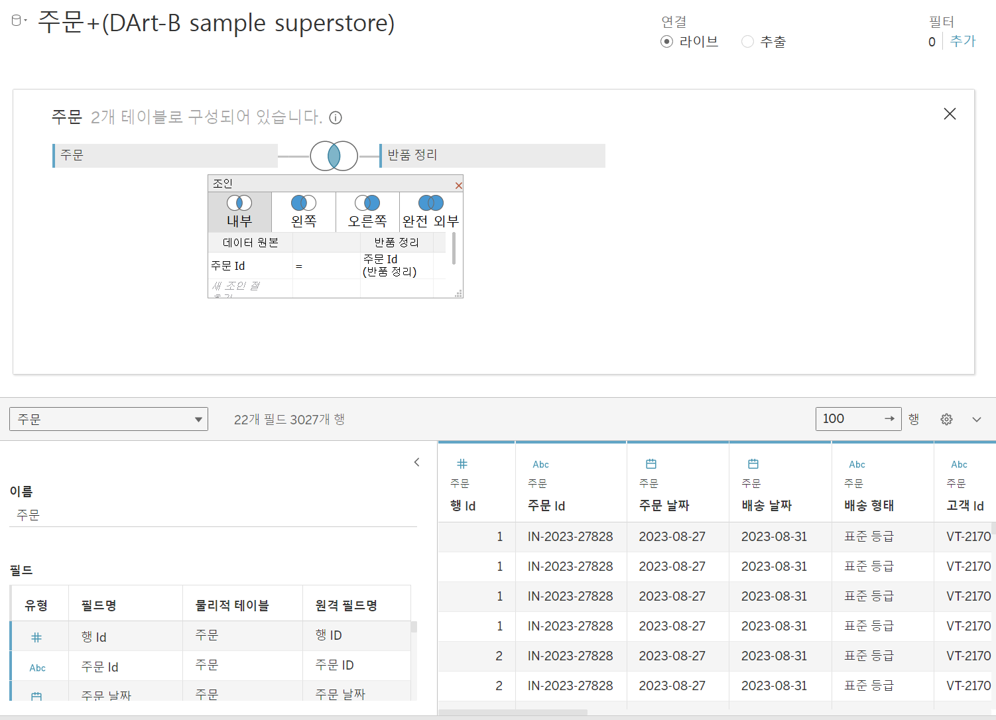 주문+(DArt-B sample superstore)
연결
라이브 추출
필터
0 추가
주문 2개 테이블로 구성되어 있습니다.
주문 반품 정리
조인
내부 왼쪽 오른쪽 완전 외부
데이터 원본 반품 정리
주문 Id = 주문 Id
(반품 정리)
새 조인 절
주문 22개 필드 3027개 행 100 → 행
이름
주문
필드
유형 필드명 물리적 테이블 원격 필드명
# 행 Id 주문 행 ID
Abc 주문 Id 주문 주문 ID
주문 날짜 주문 주문 날짜
# Abc Abc Abc
주문 주문 주문 주문 주문 주문
행 Id 주문 Id 주문 날짜 배송 날짜 배송 형태 고객 Id
1 IN-2023-27828 2023-08-27 2023-08-31 표준 등급 VT-2170
1 IN-2023-27828 2023-08-27 2023-08-31 표준 등급 VT-2170
1 IN-2023-27828 2023-08-27 2023-08-31 표준 등급 VT-2170
1 IN-2023-27828 2023-08-27 2023-08-31 표준 등급 VT-2170
2 IN-2023-27828 2023-08-27 2023-08-31 표준 등급 VT-2170
2 IN-2023-27828 2023-08-27 2023-08-31 표준 등급 VT-2170